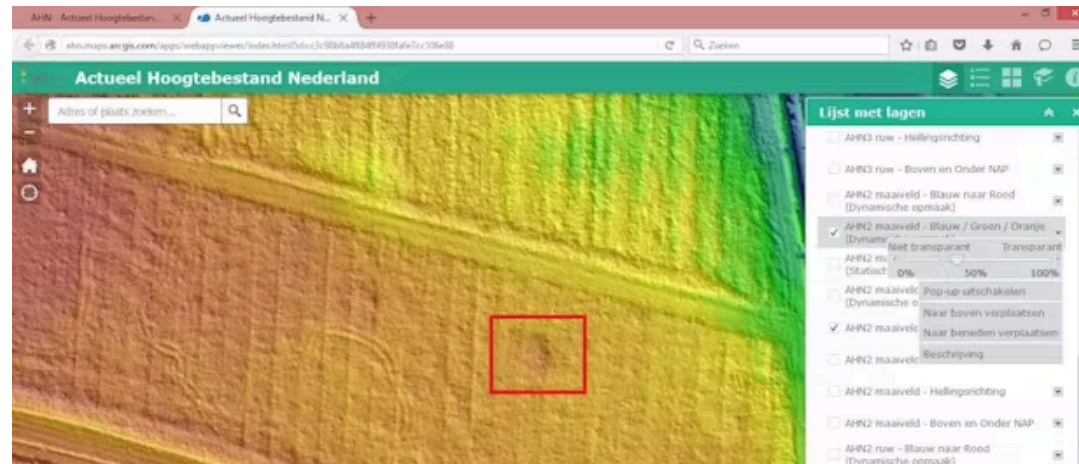 AHN
Actueel Hoogtebestand N...
ahn.maps.arcgis.com/apps/webappviewer/index.html
Zoeken
Actueel Hoogtebestand Nederland
Adres of plaats zoeken...
Lijst met lagen
AHN3 ruw - Hellingsrichting
AHN3 ruw - Boven en Onder NAP
AHN2 maaiveld - Blauw naar Rood
(Dynamische opmaak)
AHN2 maaiveld - Blauw / Groen / Oranje
Niet transparant Transparant
0% 50% 100%
Pop-up uitschakelen
(Dynamische
Naar boven verplaatsen
AHN2 maaiveld
Naar beneden verplaatsen
Beschrijving
AHN2 maaiveld - Hellingsrichting
AHN2 maaiveld - Boven en Onder NAP
AHN2 ruw - Blauw naar Rood
(Dynamische opmaak)